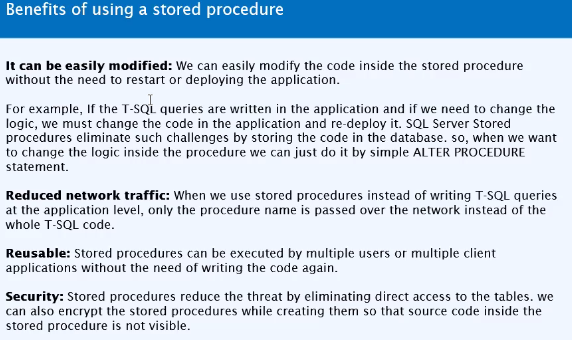 Benefits of using a stored procedure
It can be easily modified: We can easily modify the code inside the stored procedure
without the need to restart or deploying the application.
For example, If the T-SQL queries are written in the application and if we need to change the
logic, we must change the code in the application and re-deploy it. SQL Server Stored
procedures eliminate such challenges by storing the code in the database. so, when we want
to change the logic inside the procedure we can just do it by simple ALTER PROCEDURE
statement.
Reduced network traffic: When we use stored procedures instead of writing T-SQL queries
at the application level, only the procedure name is passed over the network instead of the
whole T-SQL code.
Reusable: Stored procedures can be executed by multiple users or multiple client
applications without the need of writing the code again.
Security: Stored procedures reduce the threat by eliminating direct access to the tables. we
can also encrypt the stored procedures while creating them so that source code inside the
stored procedure is not visible.